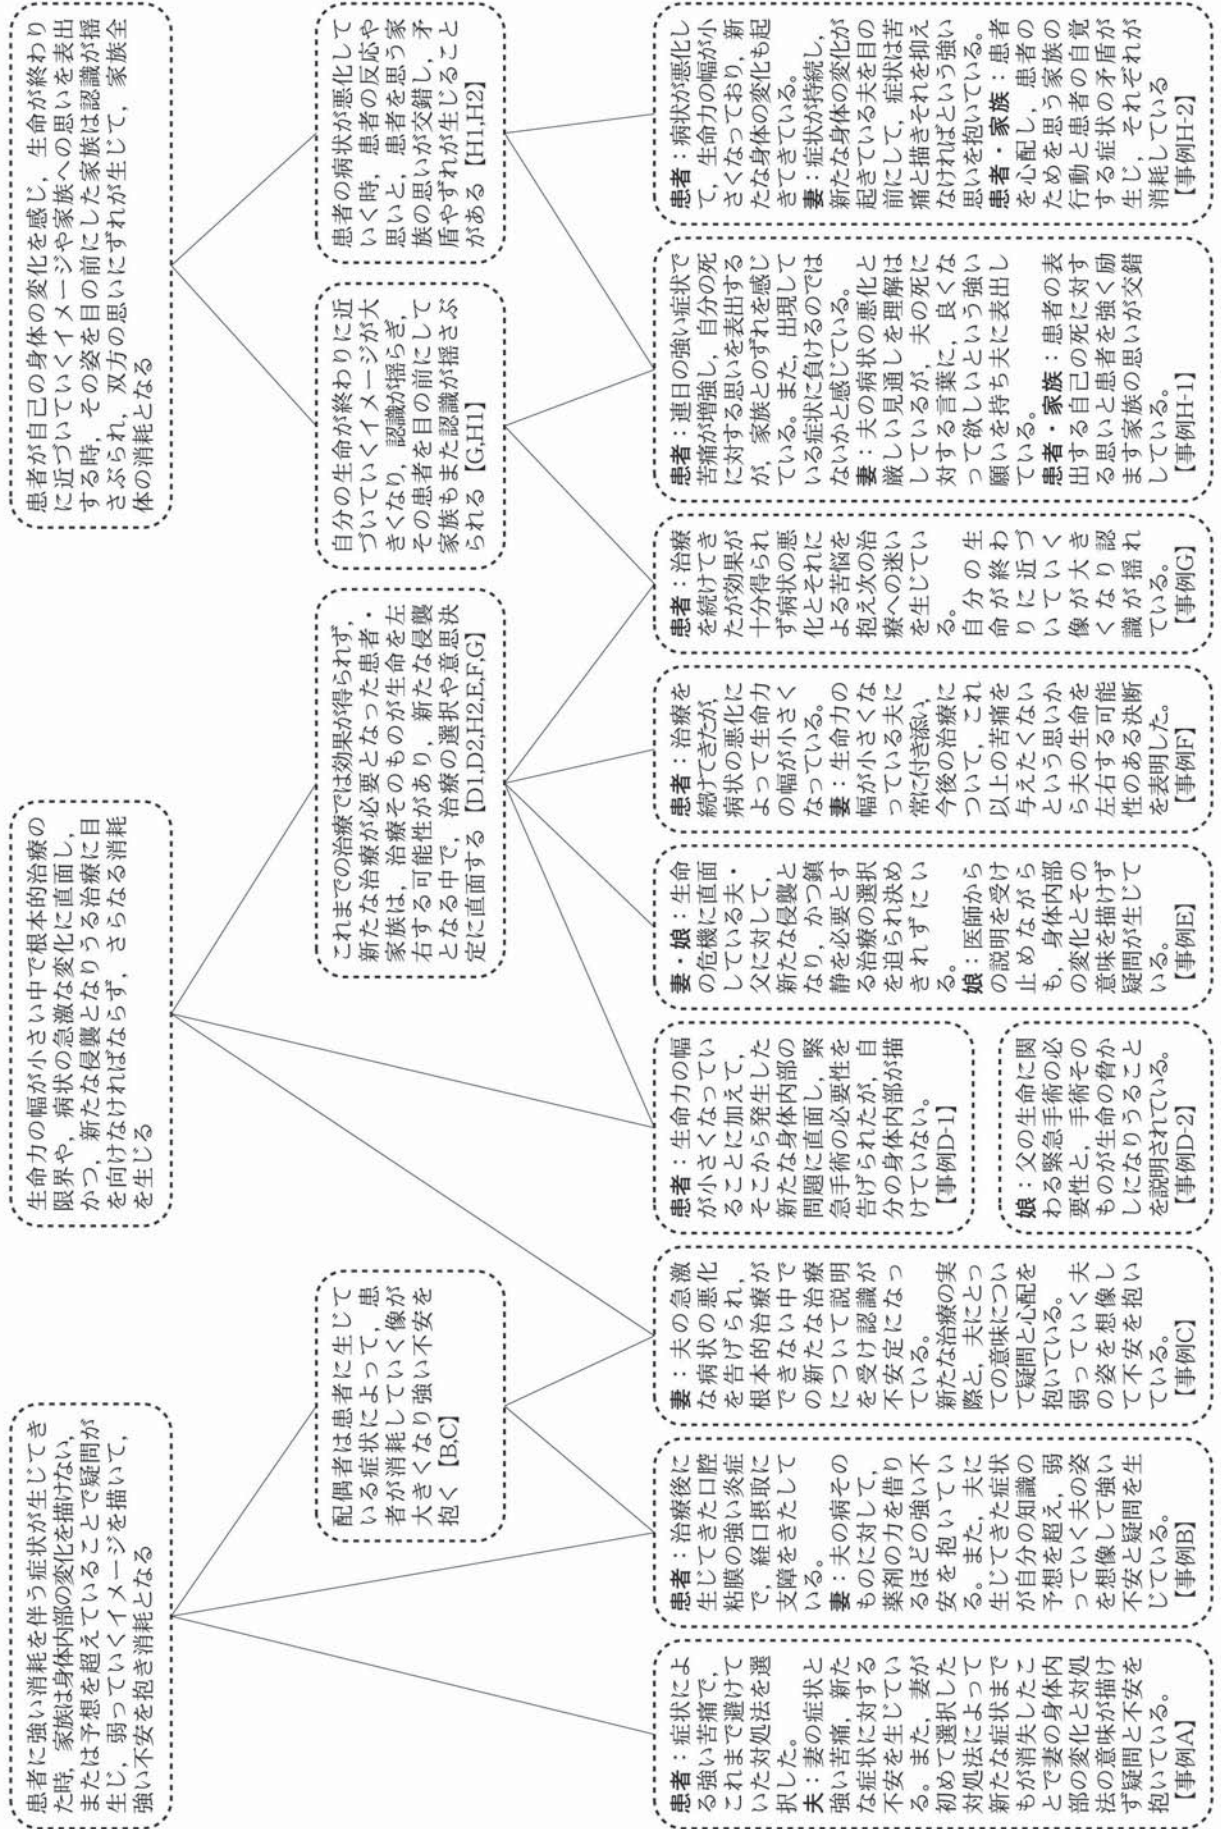 患者に強い消耗を伴う症状が生じてき
た時，家族は身体内部の変化を描けない，
または予想を超えていることで疑問が
生じ，弱っていくイメージを描いて，
強い不安を抱き消耗となる
生命力の幅が小さい中で根本的治療の
限界や，病状の急激な変化に直面し，
かつ，新たな侵襲となりうる治療に目
を向けなければならず，さらなる消耗
を生じる
患者が自己の身体の変化を感じ，生命が終わり
に近づいていくイメージや家族への思いを表出
する時，その姿を目の前にした家族は認識が揺
さぶられ，双方の思いにずれが生じて，家族全
体の消耗となる
配偶者は患者に生じて
いる症状によって，患
者が消耗していく像が
大きくなり強い不安を
抱く【B,C】
これまでの治療では効果が得られず，
新たな治療が必要となった患者・
家族は，治療そのものが生命を左
右する可能性があり，新たな侵襲
となる中で，治療の選択や意思決
定に直面する【D1,D2,H2,E,F,G】
自分の生命が終わりに近
づいていくイメージが大
きくなり，認識が揺らぎ，
その患者を目の前にして
家族もまた認識が揺さぶ
られる【G,H1】
患者の病状が悪化して
いく時，患者の反応や
思いと，患者を思う家
族の思いが交錯し，矛
盾やずれが生じること
がある【H1,H2】
患者：症状によ
る強い苦痛で，
これまで避けて
いた対処法を選
択した。
夫：妻の症状と
強い苦痛，新た
な症状に対する
不安を生じてい
る。また，妻が
初めて選択した
対処法によって
新たな症状まで
もが消失したこ
とで妻の身体内
部の変化と対処
法の意味が描け
ず疑問と不安を
抱いている。
【事例A】
患者：治療後に
生じてきた口腔
粘膜の強い炎症
で，経口摂取に
支障をきたして
いる。
妻：夫の病その
ものに対して，
薬剤の力を借り
るほどの強い不
安を抱いてい
る。また，夫に
生じてきた症状
が自分の知識の
予想を超え，弱
っていく夫の姿
を想像して強い
不安と疑問を生
じている。
【事例B】
妻：夫の急激
な病状の悪化
を告げられ，
根本的治療が
できない中で
の新たな治療
について説明
を受け認識が
不安定になっ
ている。
新たな治療の実
際と，夫にとっ
ての意味につい
て疑問と心配を
抱いている。
弱っていく夫
の姿を想像し
て不安を抱い
ている。
【事例C】
患者：生命力の幅
が小さくなってい
ることに加えて，
そこから発生した
新たな身体内部の
問題に直面し，緊
急手術の必要性を
告げられたが，自
分の身体内部が描
けていない。
【事例D-1】
娘：父の生命に関
わる緊急手術の必
要性と，手術その
ものが生命の脅か
しになりうること
を説明されている。
【事例D-2】
妻・娘：生命
の危機に直面
している夫・
父に対して，
新たな侵襲と
なり，かつ鎮
静を必要とす
る治療の選択
を迫られ決め
きれずにい
る。
娘：医師から
の説明を受け
止めながら
も，身体内部
の変化とその
意味を描けず
疑問が生じて
いる。
【事例E】
患者：治療を
続けてきたが，
病状の悪化に
よって生命力
の幅が小さく
なっている。
妻：生命力の
幅が小さくな
っている夫に
常に付き添い，
今後の治療に
ついて，これ
以上の苦痛を
与えたくない
という思いか
ら夫の生命を
左右する可能
性のある決断
を表明した。
【事例F】
患者：治療
を続けてき
たが効果が
十分得られ
ず病状の悪
化とそれに
よる苦悩を
抱え次の治
療への迷い
を生じてい
る。
自分の生
命が終わ
りに近づ
いていく
像が大き
くなり認
識が揺れ
ている。
【事例G】
患者：連日の強い症状で
苦痛が増強し，自分の死
に対する思いを表出する
が，家族とのずれを感じ
ている。また，出現して
いる症状に負けるのでは
ないかと感じている。
妻：夫の病状の悪化と
厳しい見通しを理解は
しているが，夫の死に
対する言葉に，良くな
って欲しいという強い
願いを持ち夫に表出し
ている。
患者・家族：患者の表
出する自己の死に対す
る思いと患者を強く励
ます家族の思いが交錯
している。
【事例H-1】
患者：病状が悪化し
て，生命力の幅が小
さくなっており，新
たな身体の変化も起
きてきている。
妻：症状が持続し，
新たな身体の変化が
起きている夫を目の
前にして，症状は苦
痛と描きそれを抑え
なければという強い
思いを抱いている。
患者・家族：患者
を心配し，患者の
ためを思う家族の
行動と患者の自覚
する症状の矛盾が
生じ，それぞれが
消耗している
【事例H-2】